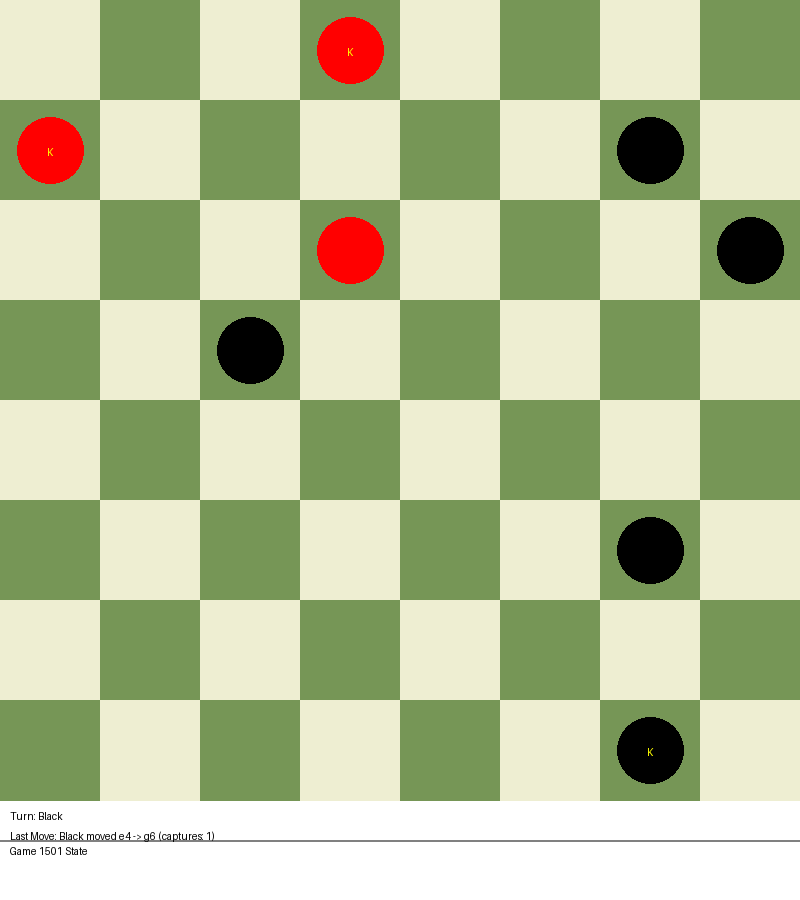 K
K
K
Turn: Black
Last Move: Black moved e4 -> g6 (captures: 1)
Game 1501 State